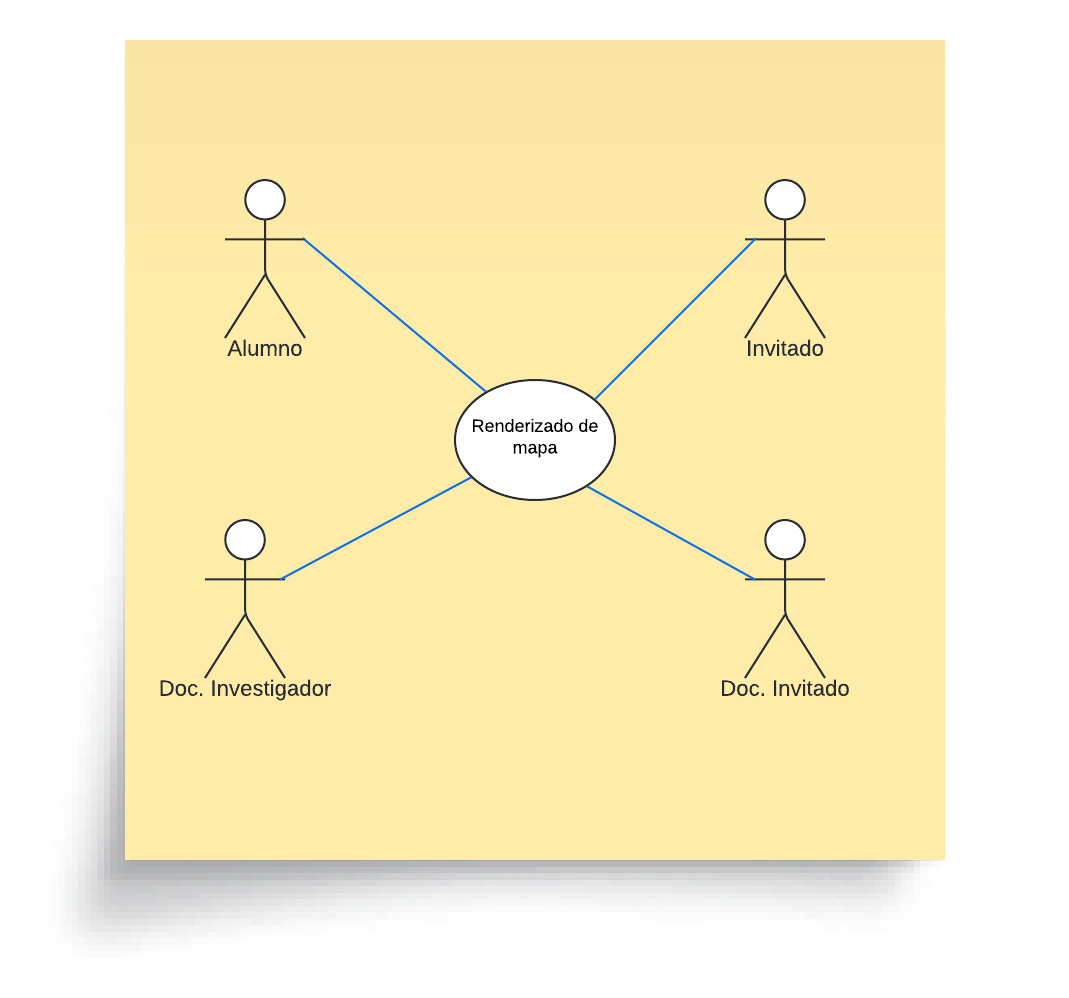 Alumno
Invitado
Renderizado de
mapa
Doc. Investigador
Doc. Invitado